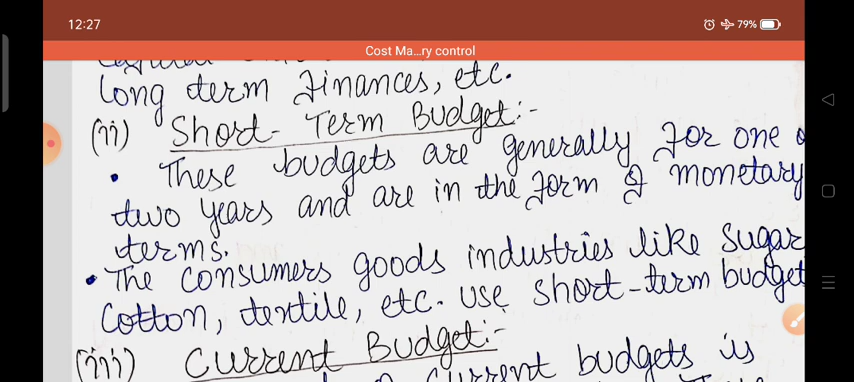 12:27
79%
Cost Ma...ry control
long term finances, etc.
(ii) Short-Term Budget:-
• These budgets are generally for one
two years and are in the form of monetary
terms.
• The consumers goods industries like sugar
cotton, textile, etc. use short-term budget
(iii) Current Budget:-
current budgets is